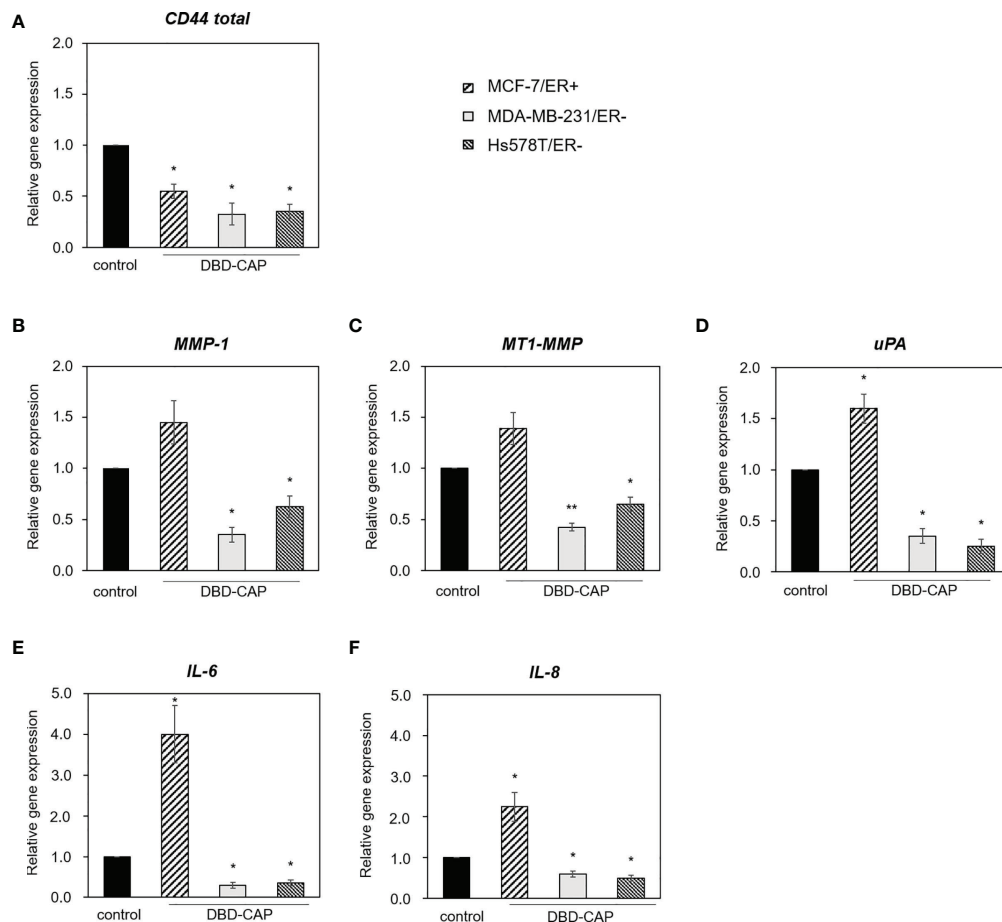 A
CD44 total
Relative gene expression
2.0
1.5
1.0
0.5
0.0
*
*
*
control
DBD-CAP
MCF-7/ER+
MDA-MB-231/ER-
Hs578T/ER-
B
MMP-1
Relative gene expression
2.0
1.5
1.0
0.5
0.0
*
*
control
DBD-CAP
C
MT1-MMP
Relative gene expression
2.0
1.5
1.0
0.5
0.0
**
*
control
DBD-CAP
D
uPA
Relative gene expression
2.0
1.5
1.0
0.5
0.0
*
*
*
control
DBD-CAP
E
IL-6
Relative gene expression
5.0
4.0
3.0
2.0
1.0
0.0
*
*
*
control
DBD-CAP
F
IL-8
Relative gene expression
5.0
4.0
3.0
2.0
1.0
0.0
*
*
*
control
DBD-CAP